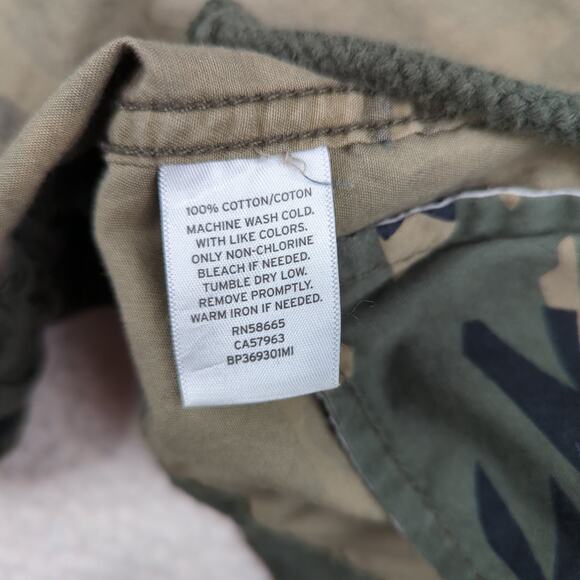 100% COTTON/COTON
MACHINE WASH COLD.
WITH LIKE COLORS.
ONLY NON-CHLORINE
BLEACH IF NEEDED.
TUMBLE DRY LOW.
REMOVE PROMPTLY.
WARM IRON IF NEEDED.
RN58665
CA57963
BP369301MI